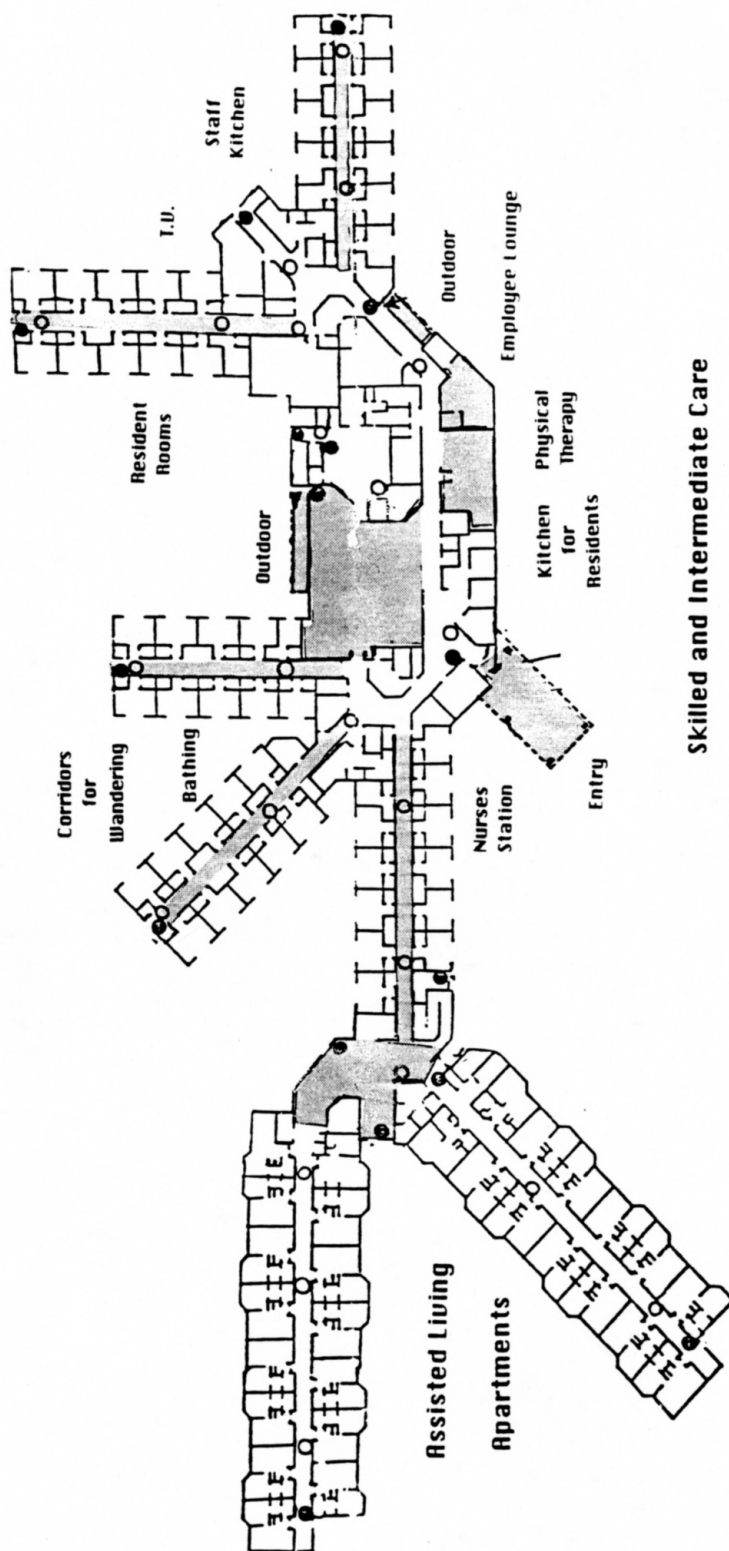 Corridors
for
Wandering
Bathing
Resident
Rooms
T.V.
Staff
Kitchen
Outdoor
Outdoor
Employee Lounge
Assisted Living
Apartments
Nurses
Station
Entry
Kitchen
for
Residents
Physical
Therapy
Skilled and Intermediate Care